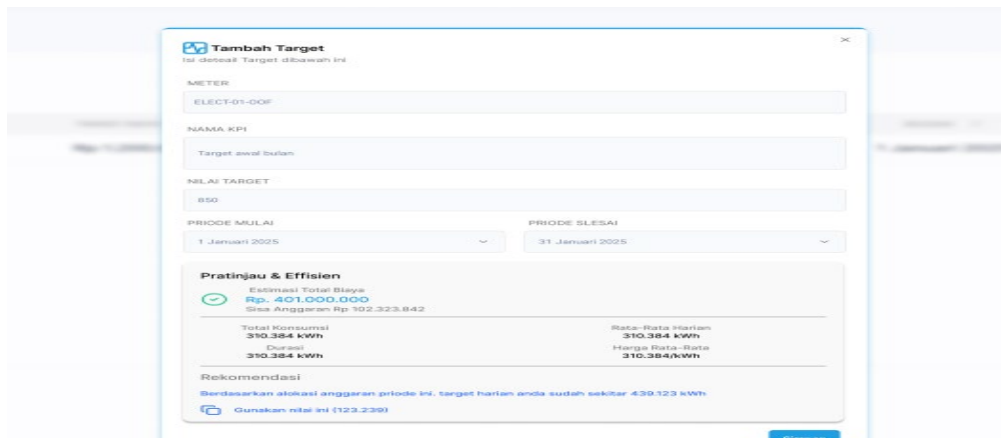 Tambah Target
Isi deteail Target dibawah ini
METER
ELECT-01-OOF
NAMA KPI
Target awal bulan
NILAI TARGET
850
PRIODE MULAI PRIODE SLESAI
1 Januari 2025 31 Januari 2025
Pratinjau & Effisien
Estimasi Total Biaya
Rp. 401.000.000
Sisa Anggaran Rp 102.323.842
Total Konsumsi Rata-Rata Harian
310.384 kWh 310.384 kWh
Durasi Harga Rata-Rata
310.384 kWh 310.384/kWh
Rekomendasi
Berdasarkan alokasi anggaran priode ini, target harian anda sudah sekitar 439.123 kWh
Gunakan nilai ini (123.239)